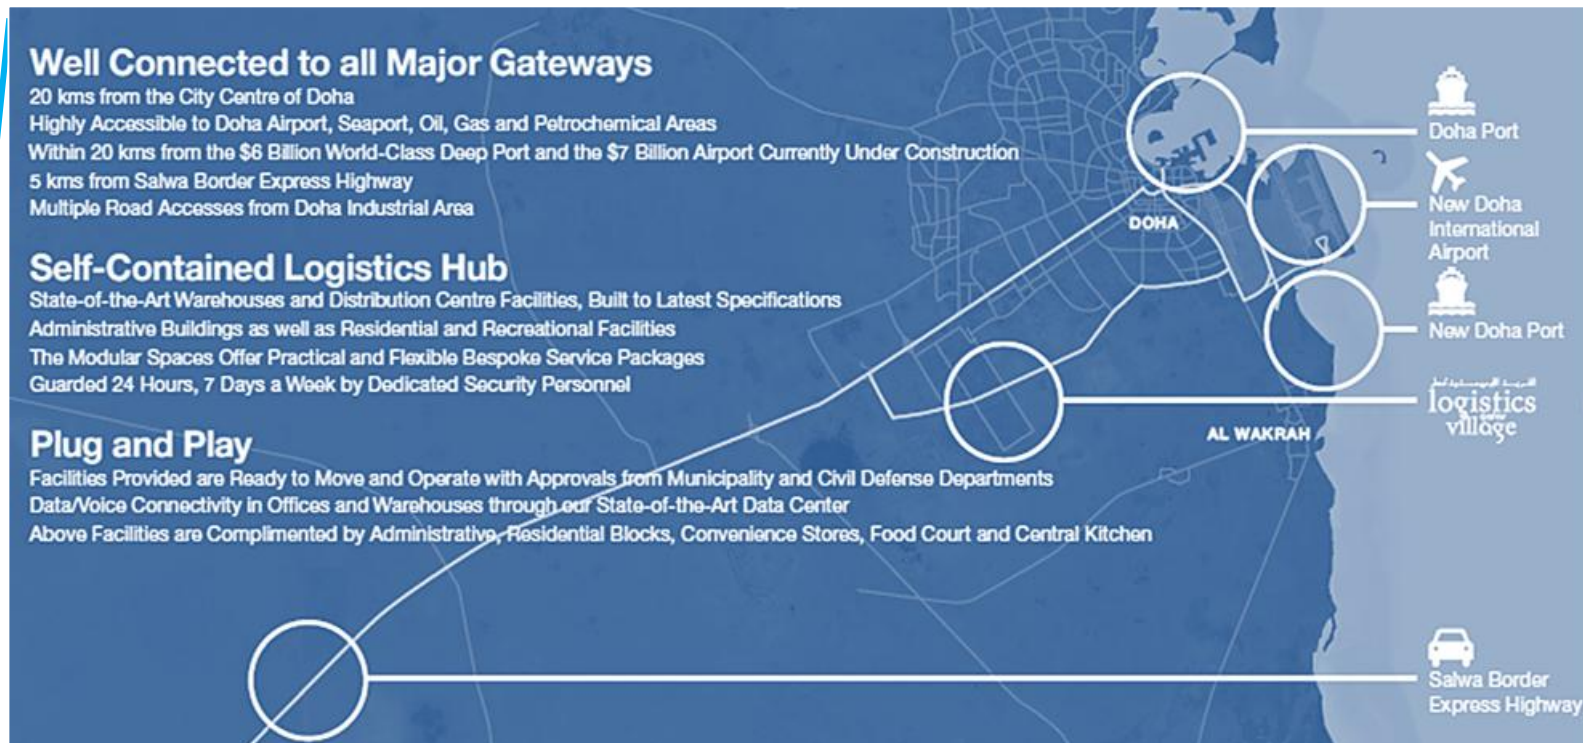 Well Connected to all Major Gateways
20 kms from the City Centre of Doha
Highly Accessible to Doha Airport, Seaport, Oil, Gas and Petrochemical Areas
Within 20 kms from the $6 Billion World-Class Deep Port and the $7 Billion Airport Currently Under Construction
5 kms from Salwa Border Express Highway
Multiple Road Accesses from Doha Industrial Area
Self-Contained Logistics Hub
State-of-the-Art Warehouses and Distribution Centre Facilities, Built to Latest Specifications
Administrative Buildings as well as Residential and Recreational Facilities
The Modular Spaces Offer Practical and Flexible Bespoke Service Packages
Guarded 24 Hours, 7 Days a Week by Dedicated Security Personnel
Plug and Play
Facilities Provided are Ready to Move and Operate with Approvals from Municipality and Civil Defense Departments
Data/Voice Connectivity in Offices and Warehouses through our State-of-the-Art Data Center
Above Facilities are Complimented by Administrative, Residential Blocks, Convenience Stores, Food Court and Central Kitchen
DOHA
AL WAKRAH
Doha Port
New Doha
International
Airport
New Doha Port
logistics
village
Salwa Border
Express Highway